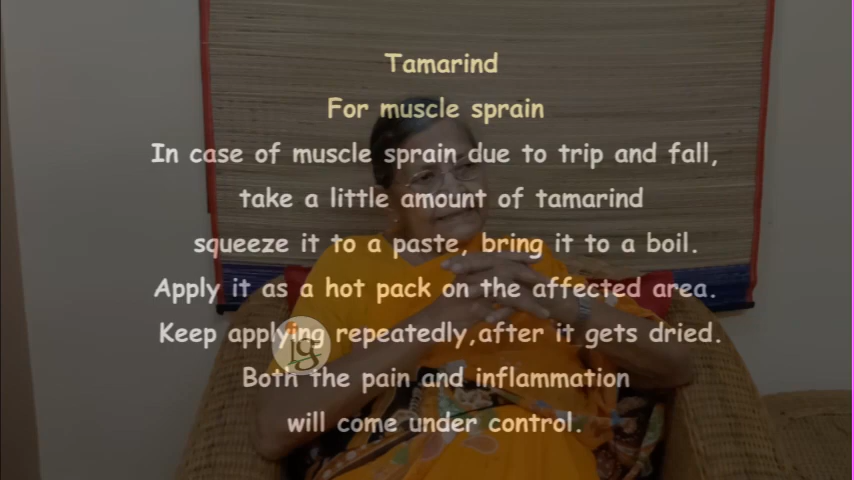 Tamarind
For muscle sprain
In case of muscle sprain due to trip and fall,
take a little amount of tamarind
squeeze it to a paste, bring it to a boil.
Apply it as a hot pack on the affected area.
Keep applying repeatedly,after it gets dried.
Both the pain and inflammation
will come under control.
lg